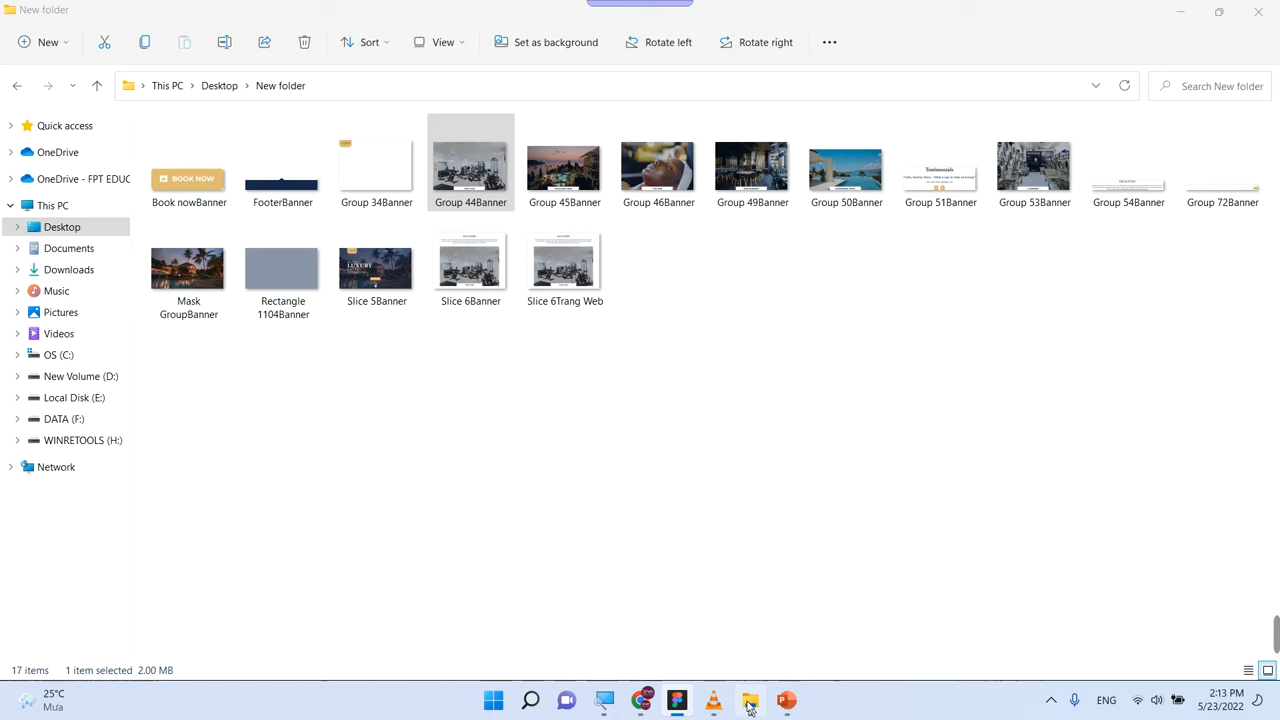 New folder
New
Sort
View
Set as background
Rotate left
Rotate right
This PC
Desktop
New folder
Search New folder
Quick access
OneDrive
OneDrive - FPT EDUC
This PC
Desktop
Documents
Downloads
Music
Pictures
Videos
OS (C:)
New Volume (D:)
Local Disk (E:)
DATA (F:)
WINRETOOLS (H:)
Network
BOOK NOW
Testimonials
Book nowBanner
FooterBanner
Group 34Banner
Group 44Banner
Group 45Banner
Group 46Banner
Group 49Banner
Group 50Banner
Group 51Banner
Group 53Banner
Group 54Banner
Group 72Banner
LUXURY
Mask
GroupBanner
Rectangle
1104Banner
Slice 5Banner
Slice 6Banner
Slice 6Trang Web
17 items
1 item selected 2.00 MB
25°C
Mưa
ENG
2:13 PM
5/23/2022